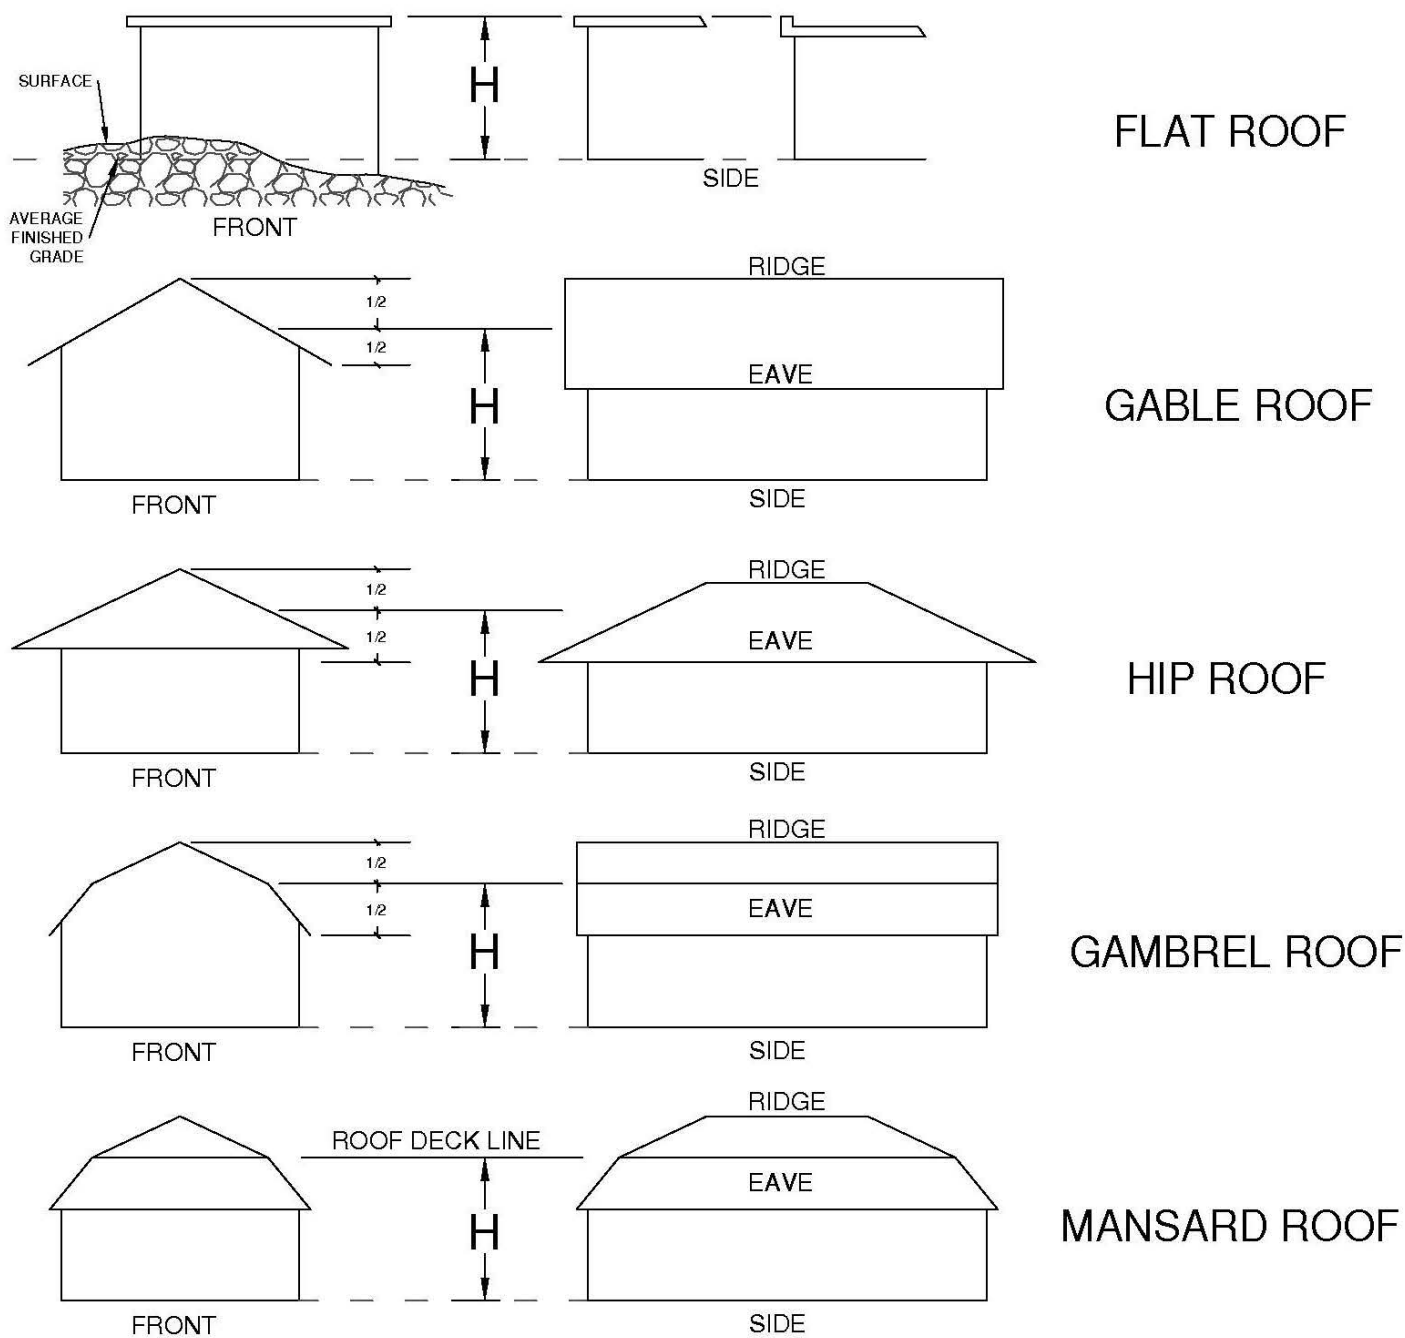 SURFACE
H
FLAT ROOF
SIDE
AVERAGE
FINISHED
GRADE
FRONT
RIDGE
1/2
1/2
EAVE
H
GABLE ROOF
FRONT
SIDE
RIDGE
1/2
1/2
EAVE
H
HIP ROOF
FRONT
SIDE
RIDGE
1/2
1/2
EAVE
H
GAMBREL ROOF
FRONT
SIDE
RIDGE
ROOF DECK LINE
EAVE
H
MANSARD ROOF
FRONT
SIDE